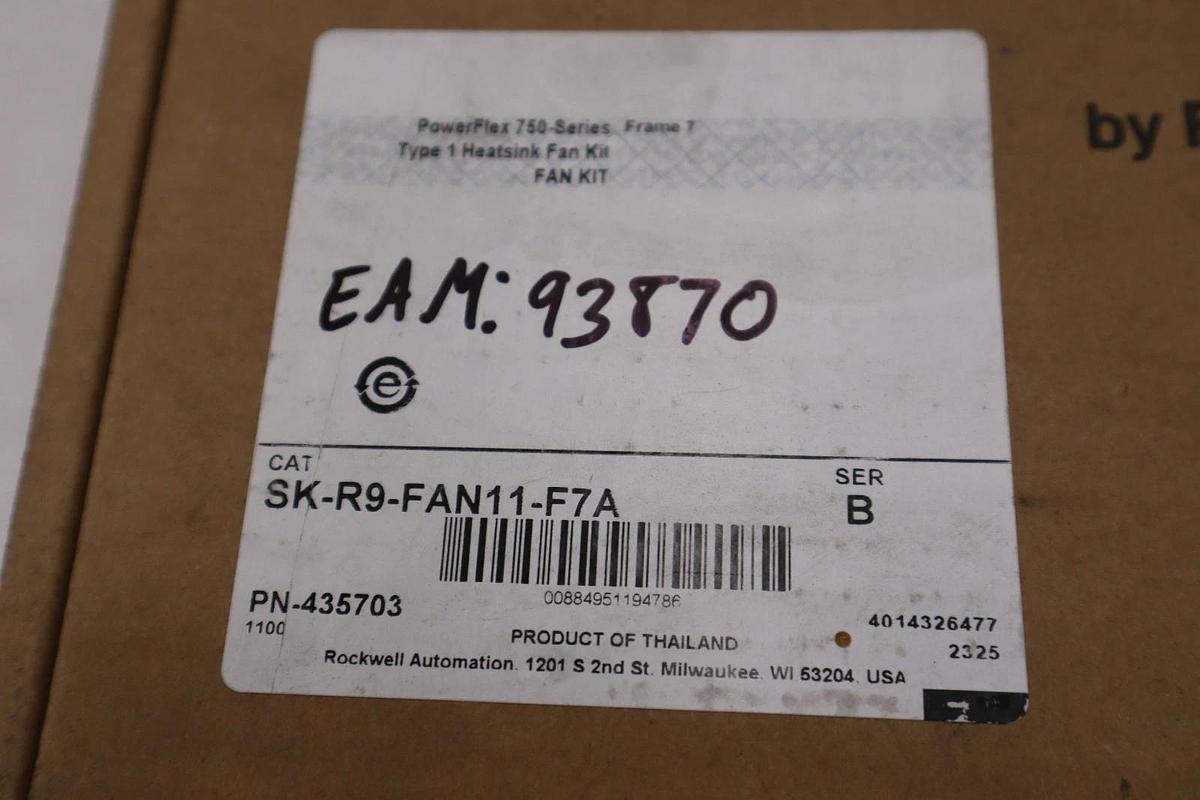 PowerFlex 750-Series Frame 7
Type 1 Heatsink Fan Kit
FAN KIT
by
EAM: 93870
e
CAT
SK-R9-FAN11-F7A
SER
B
00884951194786
PN-435703
1100
4014326477
2325
PRODUCT OF THAILAND
Rockwell Automation. 1201 S 2nd St. Milwaukee. WI 53204. USA